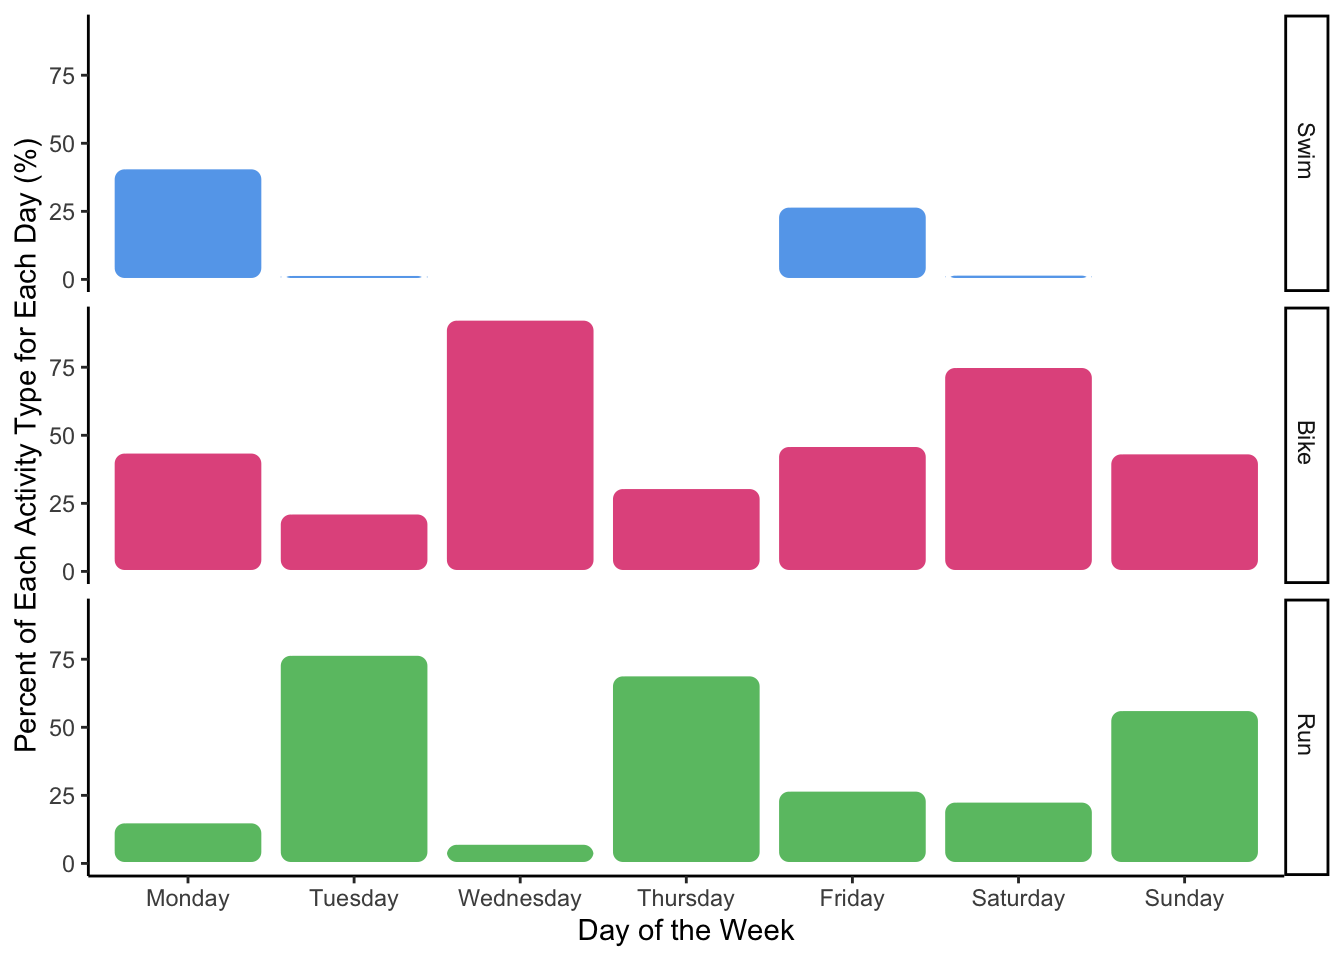 Percent of Each Activity Type for Each Day (%)
75
50
25
0
Swim
75
50
25
0
Bike
75
50
25
0
Run
Monday Tuesday Wednesday Thursday Friday Saturday Sunday
Day of the Week